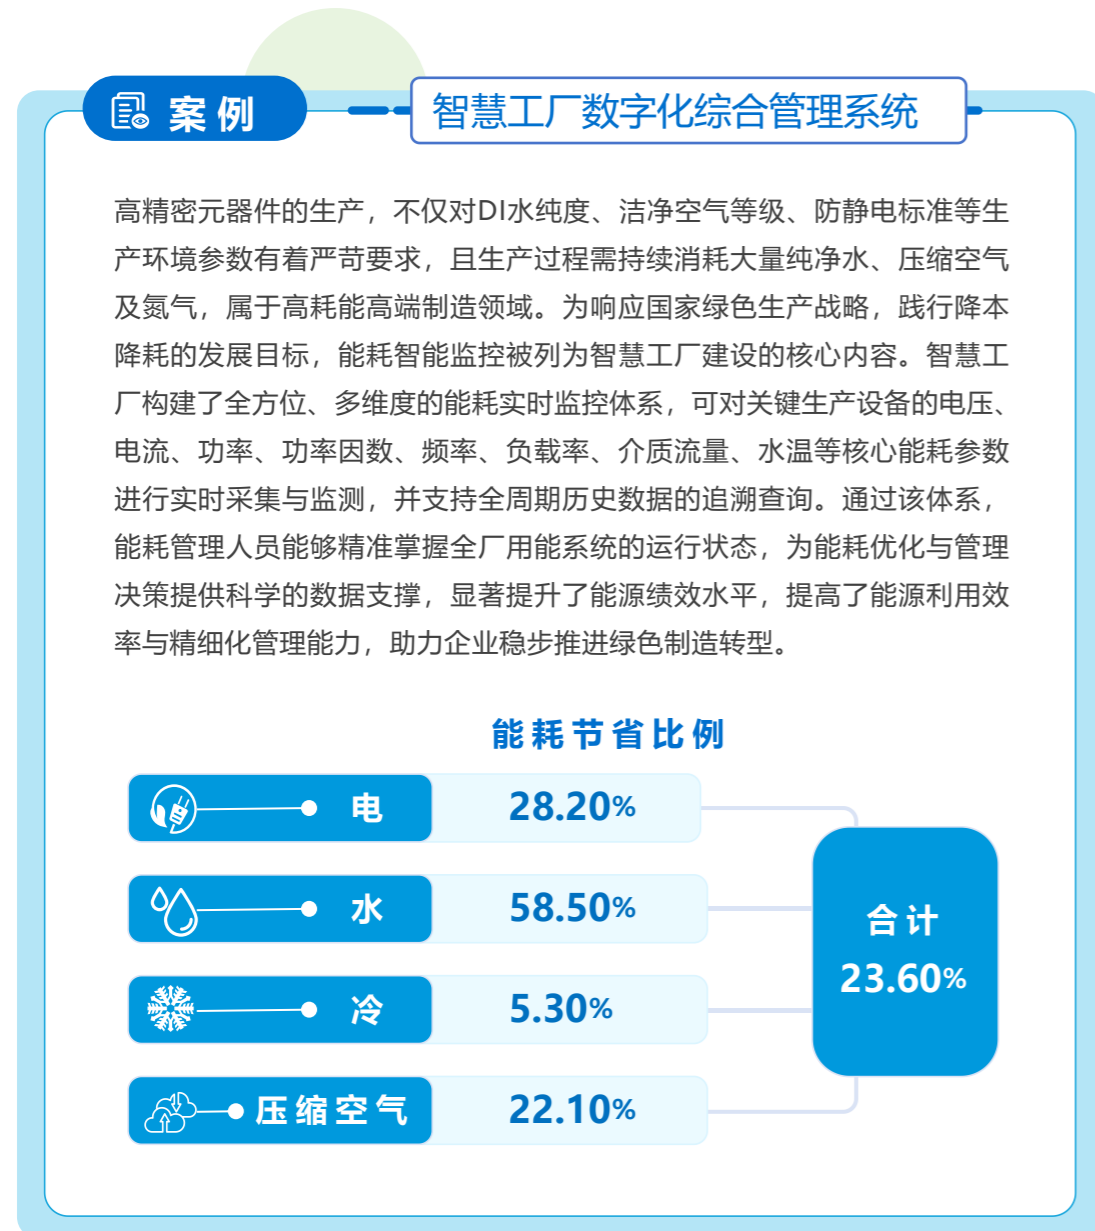 案例
智慧工厂数字化综合管理系统
高精密元器件的生产，不仅对DI水纯度、洁净空气等级、防静电标准等生
产环境参数有着严苛要求，且生产过程需持续消耗大量纯净水、压缩空气
及氮气，属于高耗能高端制造领域。为响应国家绿色生产战略，践行降本
降耗的发展目标，能耗智能监控被列为智慧工厂建设的核心内容。智慧工
厂构建了全方位、多维度的能耗实时监控体系，可对关键生产设备的电压、
电流、功率、功率因数、频率、负载率、介质流量、水温等核心能耗参数
进行实时采集与监测，并支持全周期历史数据的追溯查询。通过该体系，
能耗管理人员能够精准掌握全厂用能系统的运行状态，为能耗优化与管理
决策提供科学的数据支撑，显著提升了能源绩效水平，提高了能源利用效
率与精细化管理能力，助力企业稳步推进绿色制造转型。
能耗节省比例
电 28.20%
水 58.50%
冷 5.30%
压缩空气 22.10%
合计
23.60%